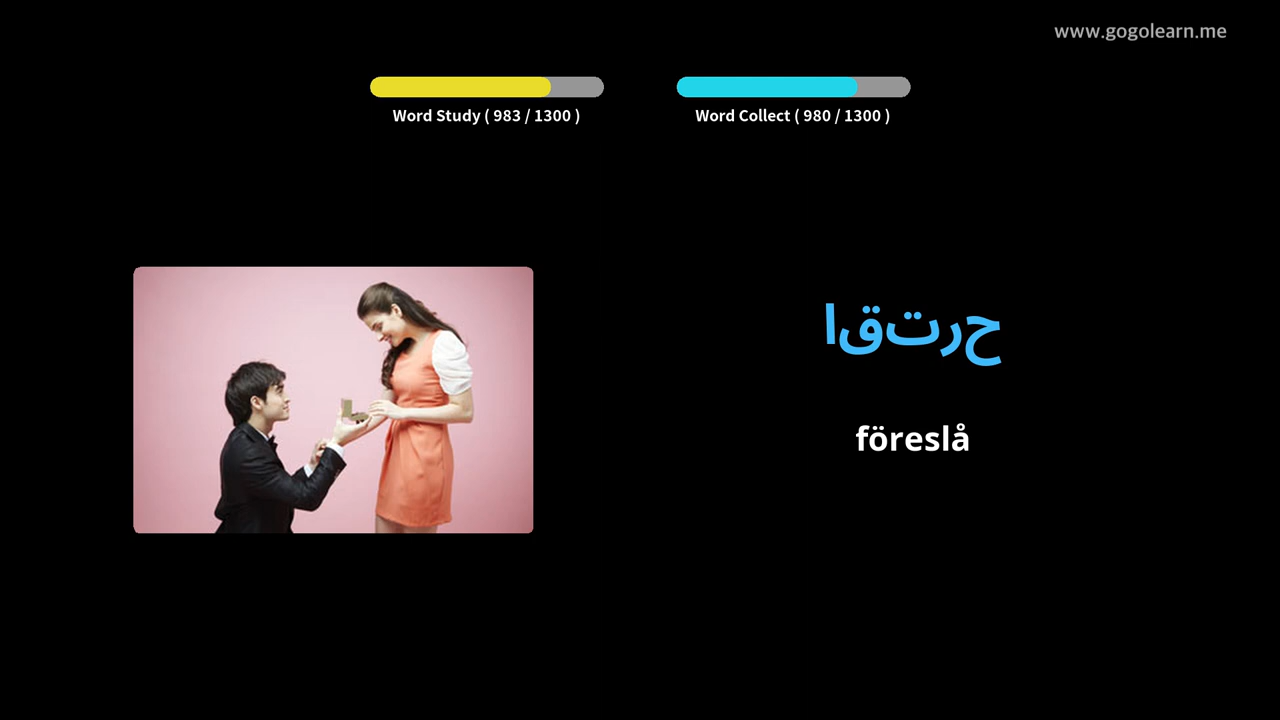 www.gogolearn.me
Word Study ( 983 / 1300 )
Word Collect ( 980 / 1300 )
اقترح
föreslå